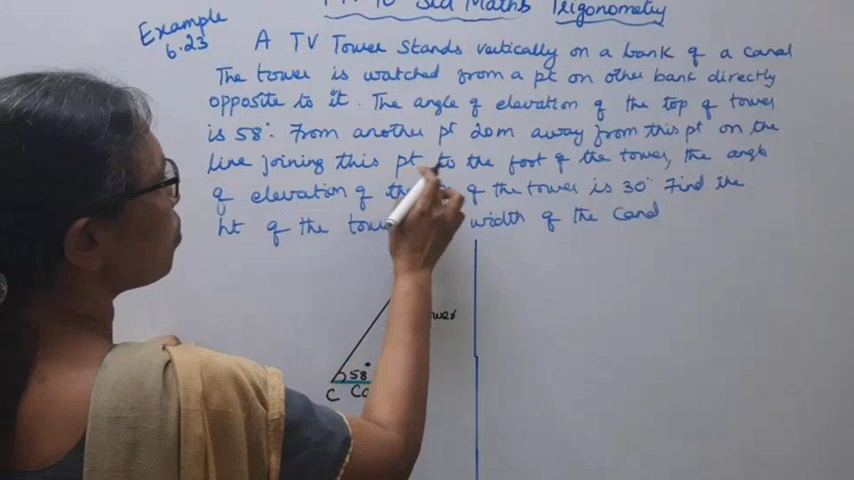 Std Maths Trigonometry
Example
6.23
A TV Tower Stands vertically on a bank of a canal
The tower is watched from a pt on other bank directly
opposite to it. The angle of elevation of the top of tower
is 58°. From another pt 20m away from this pt on the
line joining this pt to the foot of the tower, the angle
of elevation of the of the tower is 30° Find the
ht of the width of the Canal
58°
C